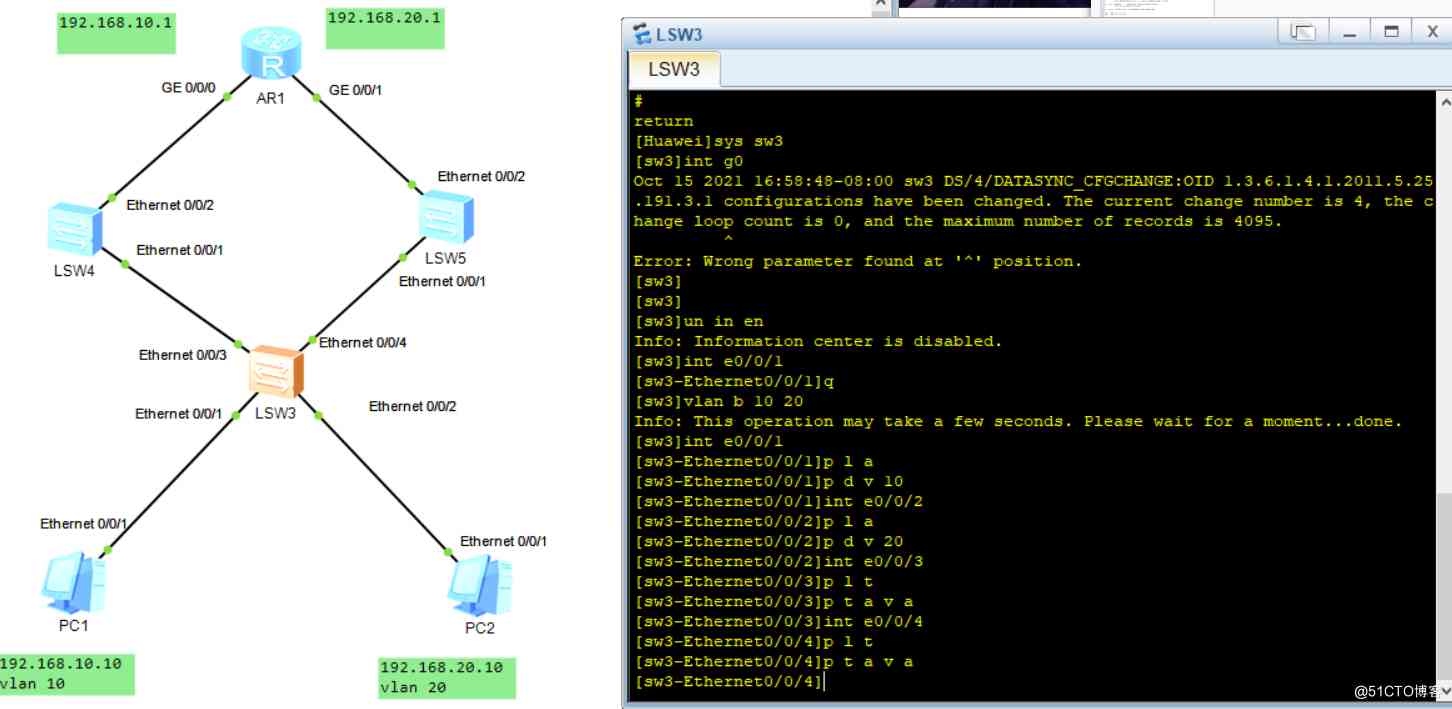 192.168.10.1
192.168.20.1
GE 0/0/0
GE 0/0/1
AR1
Ethernet 0/0/2
Ethernet 0/0/2
Ethernet 0/0/1
LSW4
LSW5
Ethernet 0/0/1
Ethernet 0/0/3
Ethernet 0/0/4
Ethernet 0/0/1
LSW3
Ethernet 0/0/2
Ethernet 0/0/1
Ethernet 0/0/1
PC1
PC2
192.168.10.10
vlan 10
192.168.20.10
vlan 20
LSW3
LSW3
#
return
[Huawei]sys sw3
[sw3]int g0
Oct 15 2021 16:58:48-08:00 sw3 DS/4/DATASYNC_CFGCHANGE:OID 1.3.6.1.4.1.2011.5.25
.191.3.1 configurations have been changed. The current change number is 4, the c
hange loop count is 0, and the maximum number of records is 4095.
^
Error: Wrong parameter found at '^' position.
[sw3]
[sw3]
[sw3]un in en
Info: Information center is disabled.
[sw3]int e0/0/1
[sw3-Ethernet0/0/1]q
[sw3]vlan b 10 20
Info: This operation may take a few seconds. Please wait for a moment...done.
[sw3]int e0/0/1
[sw3-Ethernet0/0/1]p l a
[sw3-Ethernet0/0/1]p d v 10
[sw3-Ethernet0/0/1]int e0/0/2
[sw3-Ethernet0/0/2]p l a
[sw3-Ethernet0/0/2]p d v 20
[sw3-Ethernet0/0/2]int e0/0/3
[sw3-Ethernet0/0/3]p l t
[sw3-Ethernet0/0/3]p t a v a
[sw3-Ethernet0/0/3]int e0/0/4
[sw3-Ethernet0/0/4]p l t
[sw3-Ethernet0/0/4]p t a v a
[sw3-Ethernet0/0/4]
@51CTO博客